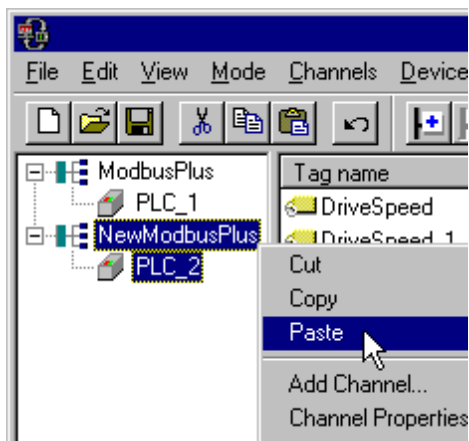 File Edit View Mode Channels Device
ModbusPlus Tag name
PLC_1 DriveSpeed
NewModbusPlus DriveSpeed_1
PLC_2 Cut
Copy
Paste
Add Channel...
Channel Properties